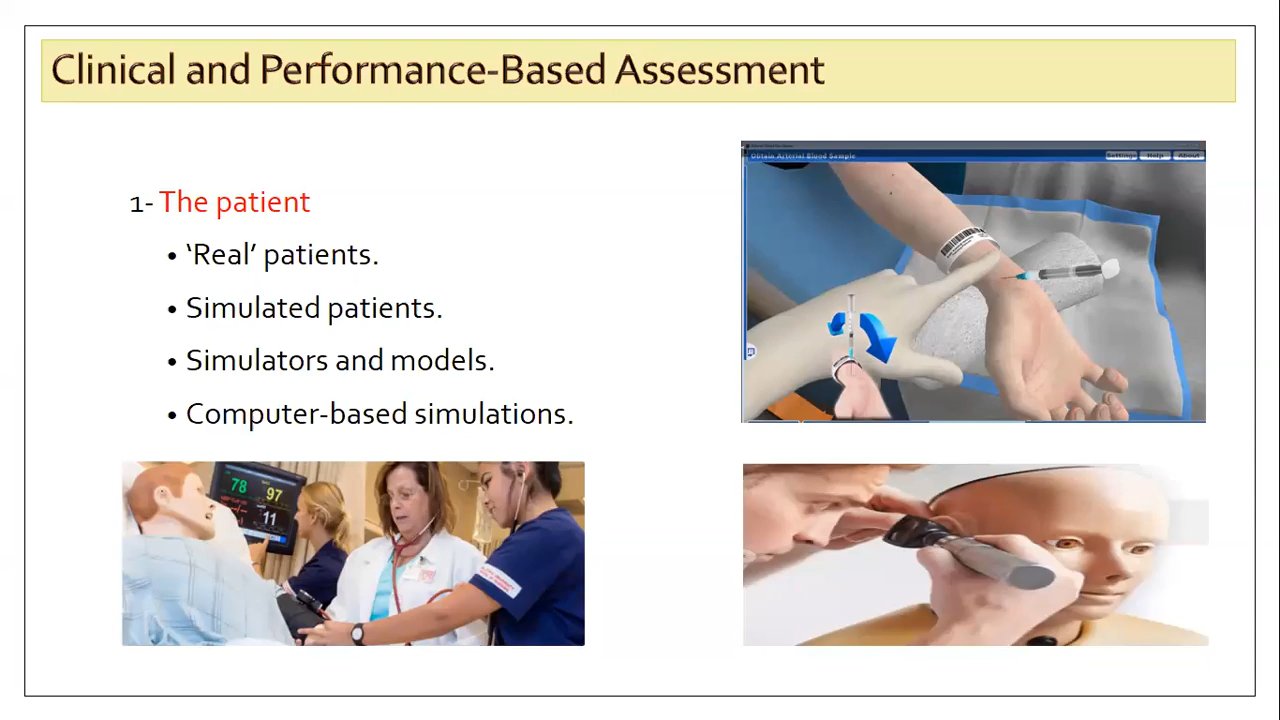 Clinical and Performance-Based Assessment
1- The patient
• ‘Real’ patients.
• Simulated patients.
• Simulators and models.
• Computer-based simulations.
Obtain Arterial Blood Sample
Settings Help About
78
97
11